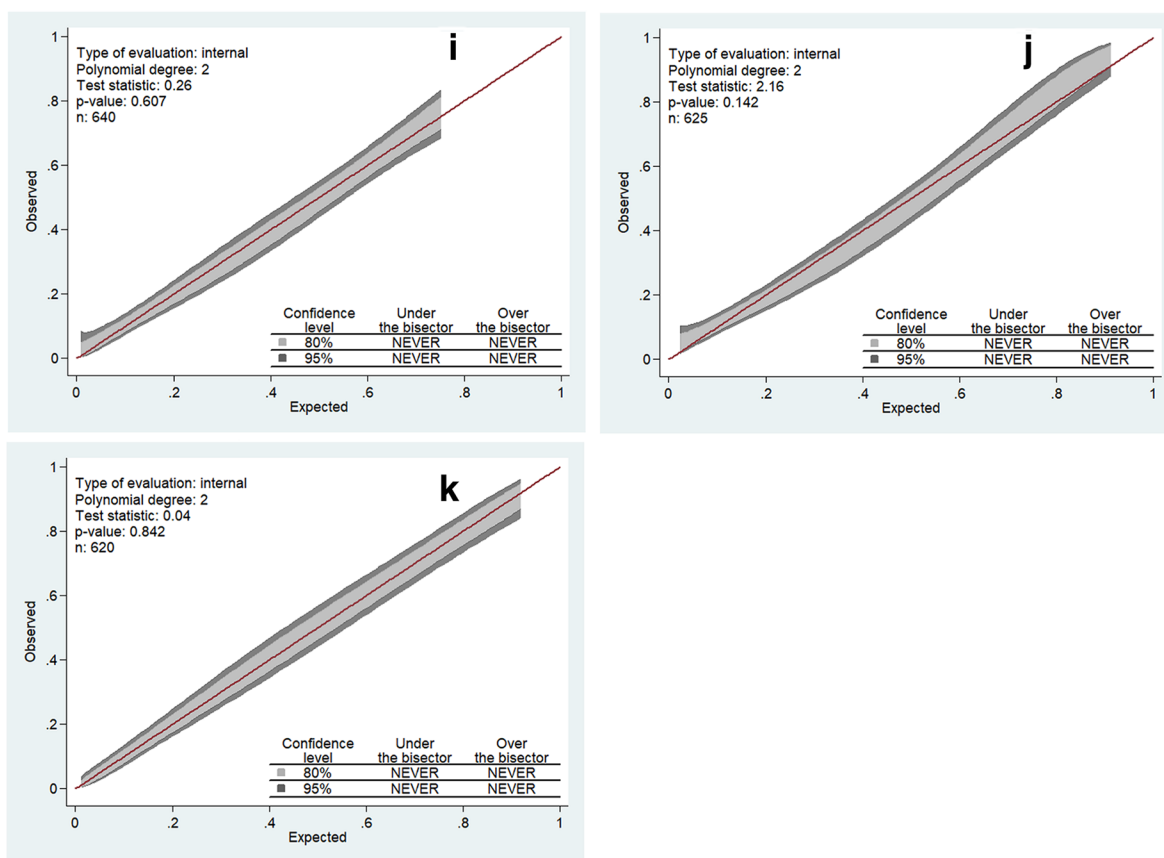 i
Type of evaluation: internal
Polynomial degree: 2
Test statistic: 0.26
p-value: 0.607
n: 640
1
.8
.6
.4
.2
0
Observed
Confidence level Under the bisector Over the bisector
80% NEVER NEVER
95% NEVER NEVER
0 .2 .4 .6 .8 1
Expected
j
Type of evaluation: internal
Polynomial degree: 2
Test statistic: 2.16
p-value: 0.142
n: 625
1
.8
.6
.4
.2
0
Observed
Confidence level Under the bisector Over the bisector
80% NEVER NEVER
95% NEVER NEVER
0 .2 .4 .6 .8 1
Expected
k
Type of evaluation: internal
Polynomial degree: 2
Test statistic: 0.04
p-value: 0.842
n: 620
1
.8
.6
.4
.2
0
Observed
Confidence level Under the bisector Over the bisector
80% NEVER NEVER
95% NEVER NEVER
0 .2 .4 .6 .8 1
Expected